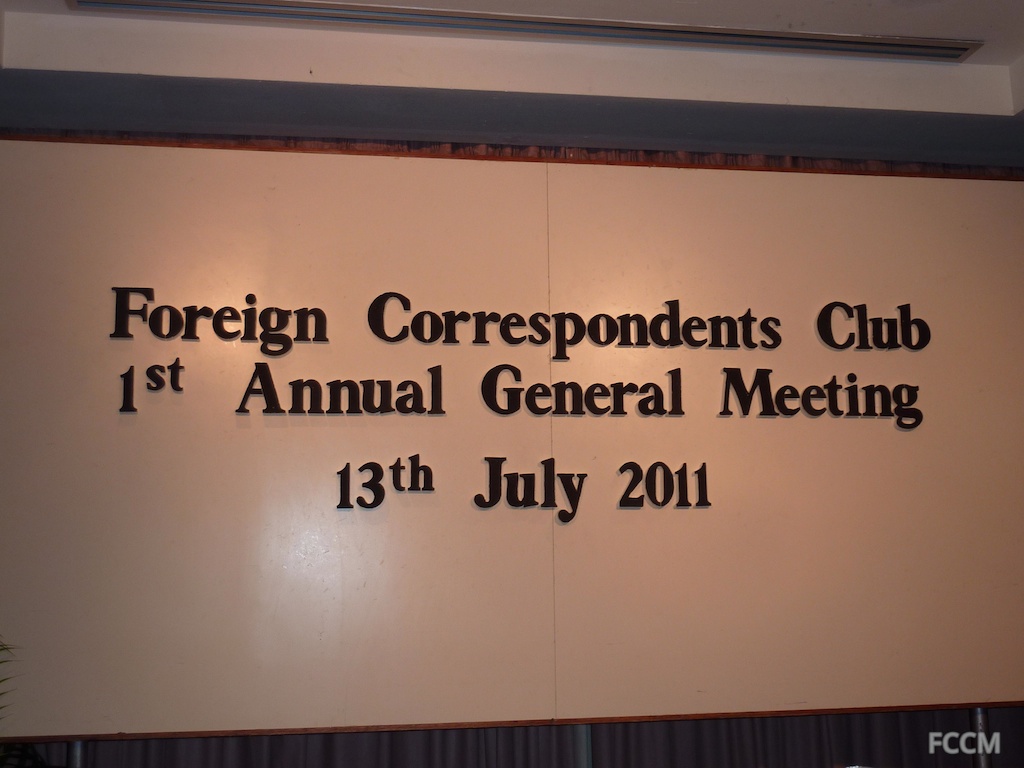 Foreign Correspondents Club
1st Annual General Meeting
13th July 2011
FCCM